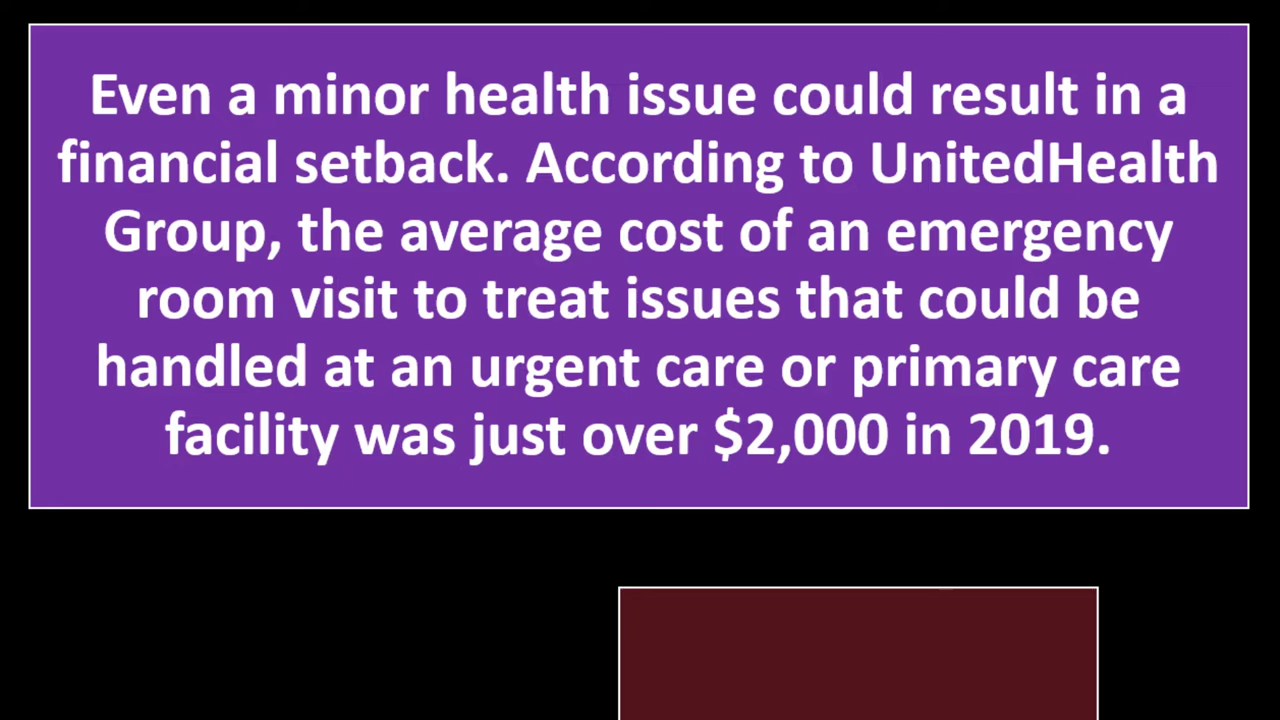 Even a minor health issue could result in a
financial setback. According to UnitedHealth
Group, the average cost of an emergency
room visit to treat issues that could be
handled at an urgent care or primary care
facility was just over $2,000 in 2019.